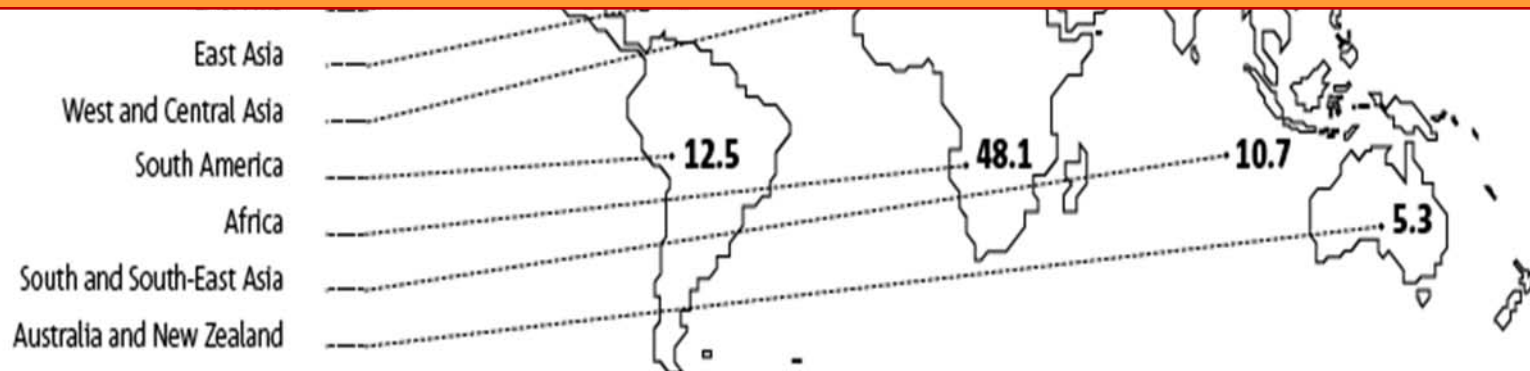 East Asia
West and Central Asia
South America 12.5
Africa 48.1
South and South-East Asia 10.7
Australia and New Zealand 5.3